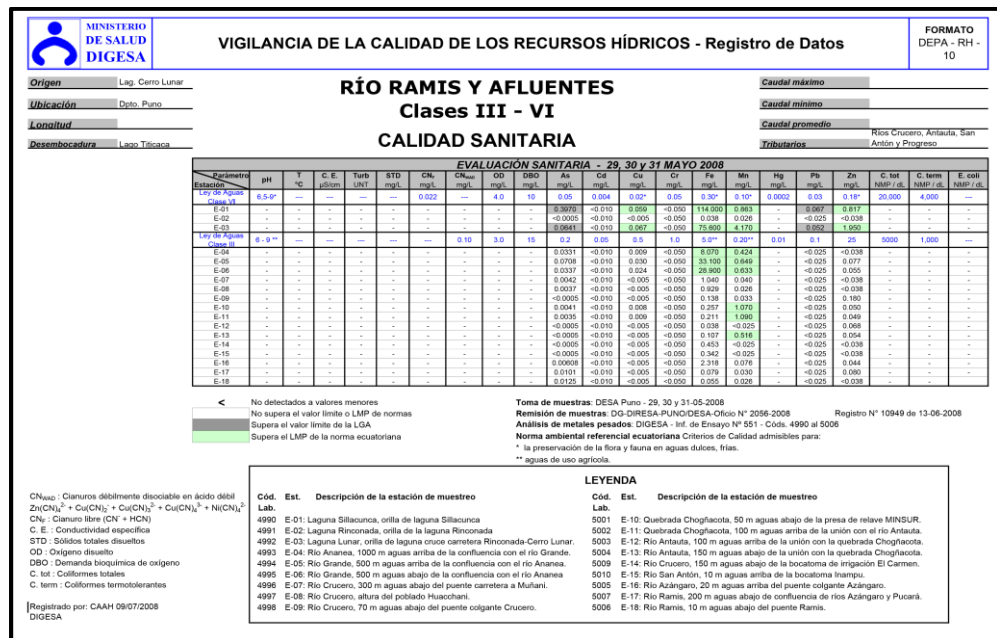 MINISTERIO
DE SALUD
DIGESA
VIGILANCIA DE LA CALIDAD DE LOS RECURSOS HÍDRICOS - Registro de Datos
FORMATO
DEPA - RH -
10
Origen Lag. Cerro Lunar
Ubicación Dpto. Puno
Longitud
Desembocadura Lago Titicaca
RÍO RAMIS Y AFLUENTES
Clases III - VI
CALIDAD SANITARIA
Caudal máximo
Caudal mínimo
Caudal promedio
Tributarios Ríos Crucero, Antauta, San
Antón y Progreso
EVALUACIÓN SANITARIA - 29, 30 y 31 MAYO 2008
Parámetro pH T C. E. Turb STD CNF CNWAD OD DBO As Cd Cu Cr Fe Mn Hg Pb Zn C. tot C. term E. coli
Estación °C µS/cm UNT mg/L mg/L mg/L mg/L mg/L mg/L mg/L mg/L mg/L mg/L mg/L mg/L mg/L mg/L NMP / dL NMP / dL NMP / dL
Ley de Aguas
Clase VI 6.5-9* --- --- --- --- 0.022 --- 4.0 10 0.05 0.004 0.02* 0.05 0.30* 0.10* 0.0002 0.03 0.18* 20,000 4,000 ---
E-01 - - - - - - - - - 0.3970 <0.010 0.059 <0.050 114.000 0.863 - 0.067 0.817 - - -
E-02 - - - - - - - - - <0.0005 <0.010 <0.005 <0.050 0.038 0.026 - <0.025 <0.038 - - -
E-03 - - - - - - - - - 0.0641 <0.010 0.067 <0.050 75.600 4.170 - 0.052 1.950 - - -
Ley de Aguas
Clase III 6 - 9 ** --- --- --- --- --- 0.10 3.0 15 0.2 0.05 0.5 1.0 5.0** 0.20** 0.01 0.1 25 5000 1,000 ---
E-04 - - - - - - - - - 0.0331 <0.010 0.009 <0.050 8.070 0.424 - <0.025 <0.038 - - -
E-05 - - - - - - - - - 0.0708 <0.010 0.030 <0.050 33.100 0.649 - <0.025 0.077 - - -
E-06 - - - - - - - - - 0.0337 <0.010 0.024 <0.050 28.900 0.633 - <0.025 0.055 - - -
E-07 - - - - - - - - - 0.0042 <0.010 <0.005 <0.050 1.040 0.040 - <0.025 <0.038 - - -
E-08 - - - - - - - - - 0.0037 <0.010 <0.005 <0.050 0.929 0.026 - <0.025 <0.038 - - -
E-09 - - - - - - - - - <0.0005 <0.010 <0.005 <0.050 0.138 0.033 - <0.025 0.180 - - -
E-10 - - - - - - - - - 0.0041 <0.010 0.008 <0.050 0.257 1.070 - <0.025 0.050 - - -
E-11 - - - - - - - - - 0.0035 <0.010 0.009 <0.050 0.211 1.090 - <0.025 0.049 - - -
E-12 - - - - - - - - - <0.0005 <0.010 <0.005 <0.050 0.038 <0.025 - <0.025 0.068 - - -
E-13 - - - - - - - - - <0.0005 <0.010 <0.005 <0.050 0.107 0.516 - <0.025 0.054 - - -
E-14 - - - - - - - - - <0.0005 <0.010 <0.005 <0.050 0.453 <0.025 - <0.025 <0.038 - - -
E-15 - - - - - - - - - <0.0005 <0.010 <0.005 <0.050 0.342 <0.025 - <0.025 <0.038 - - -
E-16 - - - - - - - - - 0.00608 <0.010 <0.005 <0.050 2.318 0.076 - <0.025 0.044 - - -
E-17 - - - - - - - - - 0.0101 <0.010 <0.005 <0.050 0.079 0.030 - <0.025 0.080 - - -
E-18 - - - - - - - - - 0.0125 <0.010 <0.005 <0.050 0.055 0.026 - <0.025 <0.038 - - -
< No detectados a valores menores
No supera el valor límite o LMP de normas
Supera el valor límite de la LGA
Supera el LMP de la norma ecuatoriana
Toma de muestras: DESA Puno - 29, 30 y 31-05-2008
Remisión de muestras: DG-DIRESA-PUNO/DESA-Oficio N° 2056-2008 Registro N° 10949 de 13-06-2008
Análisis de metales pesados: DIGESA - Inf. de Ensayo Nº 551 - Códs. 4990 al 5006
Norma ambiental referencial ecuatoriana Criterios de Calidad admisibles para:
* la preservación de la flora y fauna en aguas dulces, frías.
** aguas de uso agrícola.
CNWAD : Cianuros débilmente disociable en ácido débil
Zn(CN)4 2- + Cu(CN)2 - + Cu(CN)3 2- + Cu(CN)4 3- + Ni(CN)4 2-
CNF : Cianuro libre (CN- + HCN)
C. E. : Conductividad específica
STD : Sólidos totales disueltos
OD : Oxígeno disuelto
DBO : Demanda bioquímica de oxígeno
C. tot : Coliformes totales
C. term : Coliformes termotolerantes
Registrado por: CAAH 09/07/2008
DIGESA
LEYENDA
Cód. Est. Descripción de la estación de muestreo
Lab.
4990 E-01: Laguna Sillacunca, orilla de laguna Sillacunca
4991 E-02: Laguna Rinconada, orilla de la laguna Rinconada
4992 E-03: Laguna Lunar, orilla de laguna cruce carretera Rinconada-Cerro Lunar.
4993 E-04: Río Ananea, 1000 m aguas arriba de la confluencia con el río Grande.
4994 E-05: Río Grande, 500 m aguas arriba de la confluencia con el río Ananea.
4995 E-06: Río Grande, 500 m aguas abajo de la confluencia con el río Ananea
4996 E-07: Río Crucero, 300 m aguas abajo del puente carretera a Muñani.
4997 E-08: Río Crucero, altura del poblado Huacchani.
4998 E-09: Río Crucero, 70 m aguas abajo del puente colgante Crucero.
Cód. Est. Descripción de la estación de muestreo
Lab.
5001 E-10: Quebrada Chogñacota, 50 m aguas abajo de la presa de relave MINSUR.
5002 E-11: Quebrada Chogñacota, 100 m aguas arriba de la unión con el río Antauta.
5003 E-12: Río Antauta, 100 m aguas arriba de la unión con la quebrada Chogñacota.
5004 E-13: Río Antauta, 150 m aguas abajo de la unión con la quebrada Chogñacota.
5009 E-14: Río Crucero, 150 m aguas abajo de la bocatoma de irrigación El Carmen.
5010 E-15: Río San Antón, 10 m aguas arriba de la bocatoma Inampu.
5005 E-16: Río Azángaro, 20 m aguas arriba del puente colgante Azángaro.
5007 E-17: Río Ramis, 200 m aguas abajo de confluencia de ríos Azángaro y Pucará.
5006 E-18: Río Ramis, 10 m aguas abajo del puente Ramis.